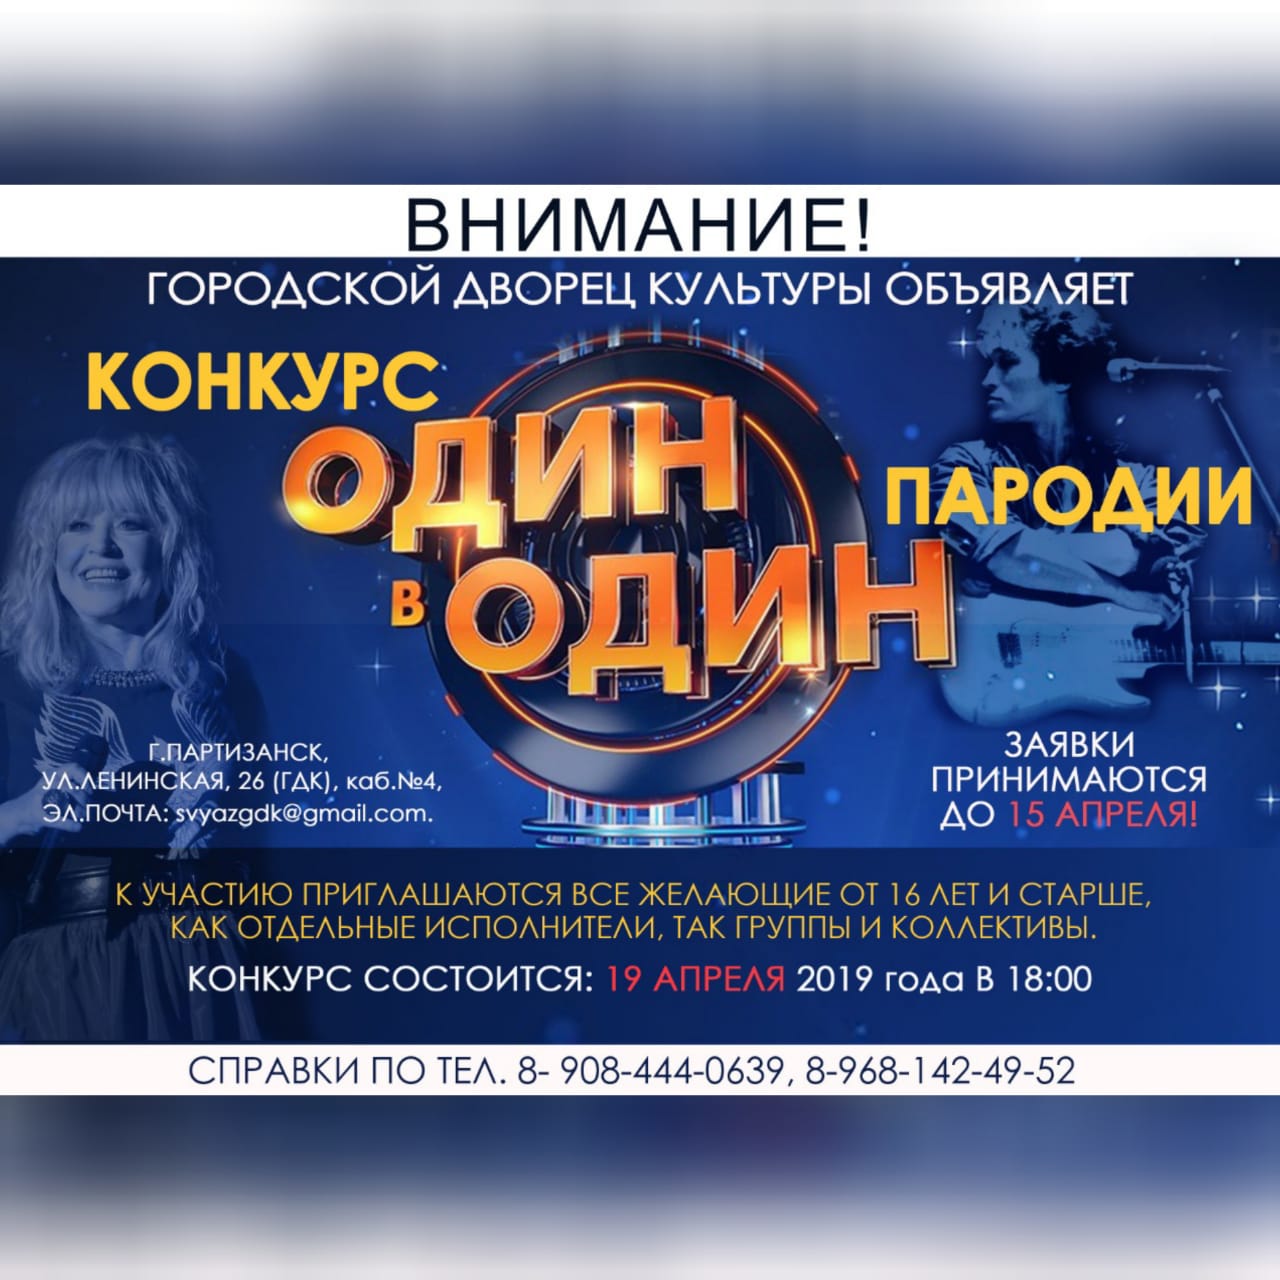 ВНИМАНИЕ!
ГОРОДСКОЙ ДВОРЕЦ КУЛЬТУРЫ ОБЪЯВЛЯЕТ
КОНКУРС
ОДИН
В ОДИН
ПАРОДИИ
Г.ПАРТИЗАНСК,
УЛ.ЛЕНИНСКАЯ, 26 (ГДК), каб.№4,
ЭЛ.ПОЧТА: svyazgdk@gmail.com.
ЗАЯВКИ
ПРИНИМАЮТСЯ
ДО 15 АПРЕЛЯ!
К УЧАСТИЮ ПРИГЛАШАЮТСЯ ВСЕ ЖЕЛАЮЩИЕ ОТ 16 ЛЕТ И СТАРШЕ,
КАК ОТДЕЛЬНЫЕ ИСПОЛНИТЕЛИ, ТАК ГРУППЫ И КОЛЛЕКТИВЫ.
КОНКУРС СОСТОИТСЯ: 19 АПРЕЛЯ 2019 года В 18:00
СПРАВКИ ПО ТЕЛ. 8- 908-444-0639, 8-968-142-49-52